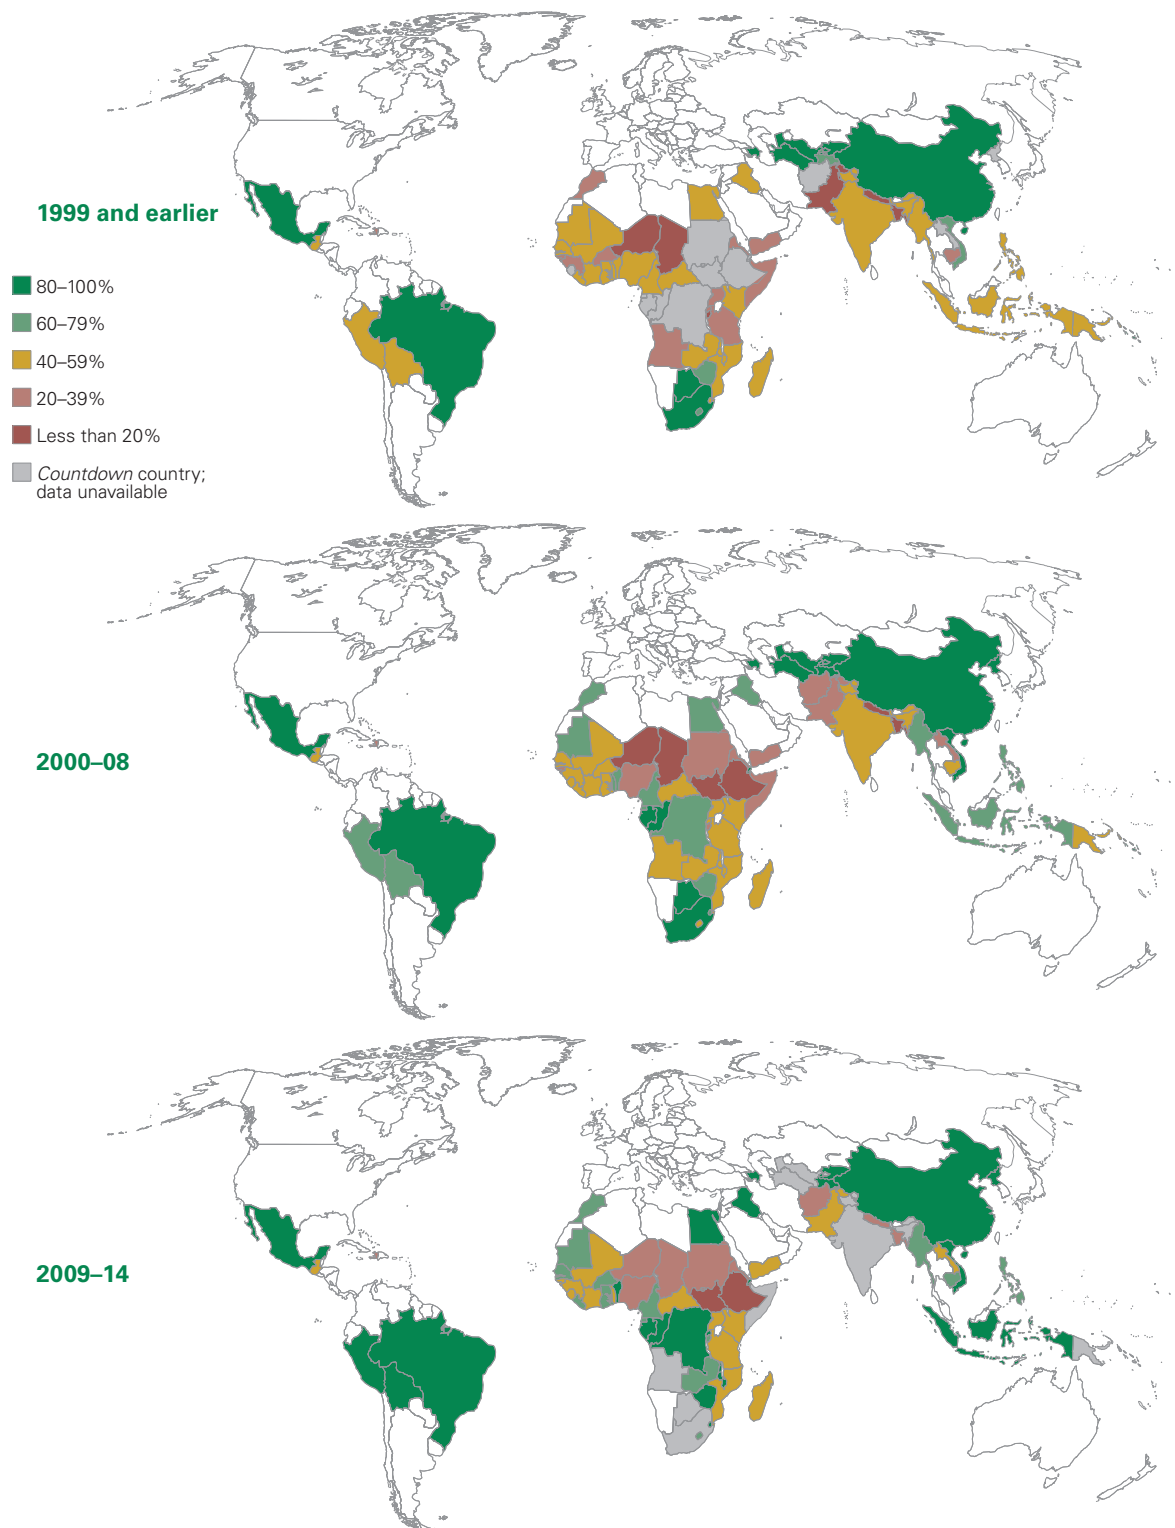 1999 and earlier
80–100%
60–79%
40–59%
20–39%
Less than 20%
Countdown country;
data unavailable
2000–08
2009–14